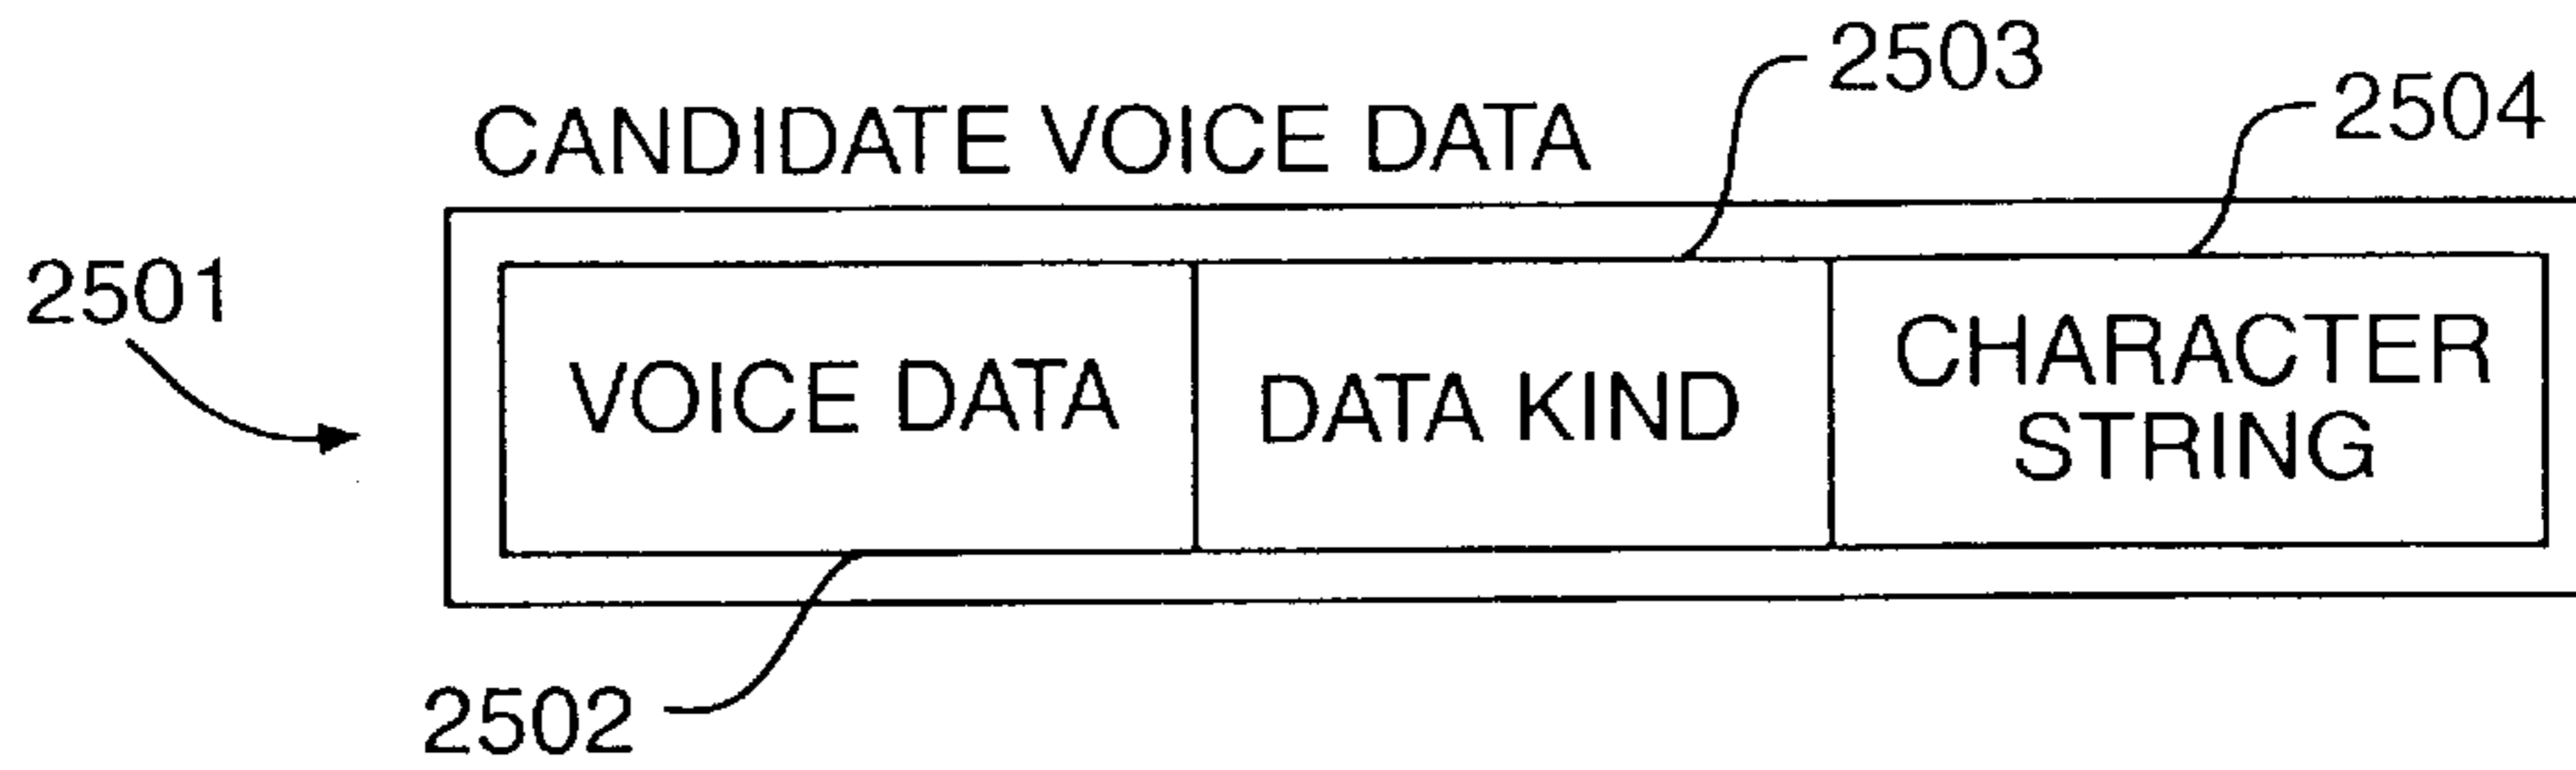 2503
2504
CANDIDATE VOICE DATA
2501
VOICE DATA
DATA KIND
CHARACTER
STRING
2502